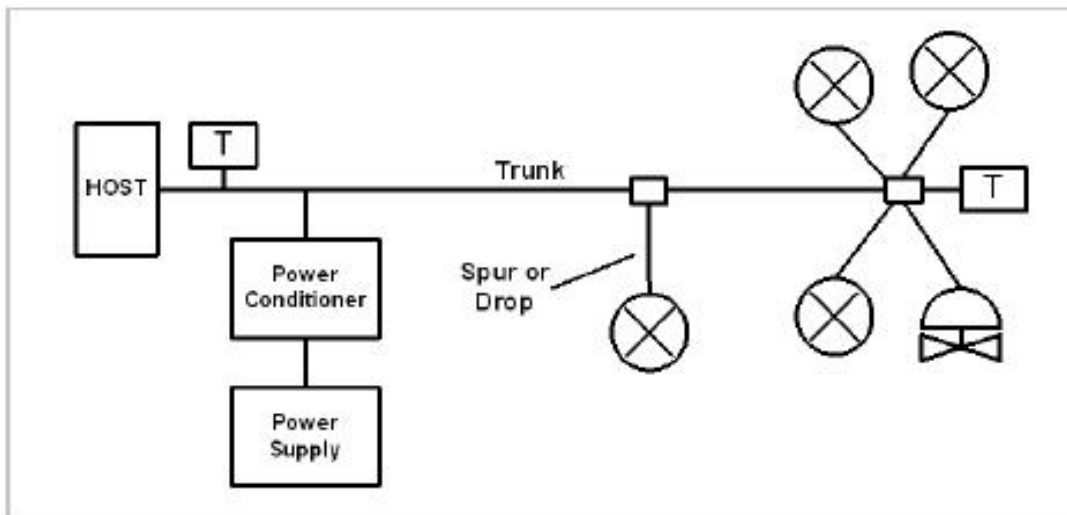 HOST
T
Trunk
T
Power
Conditioner
Spur or
Drop
Power
Supply